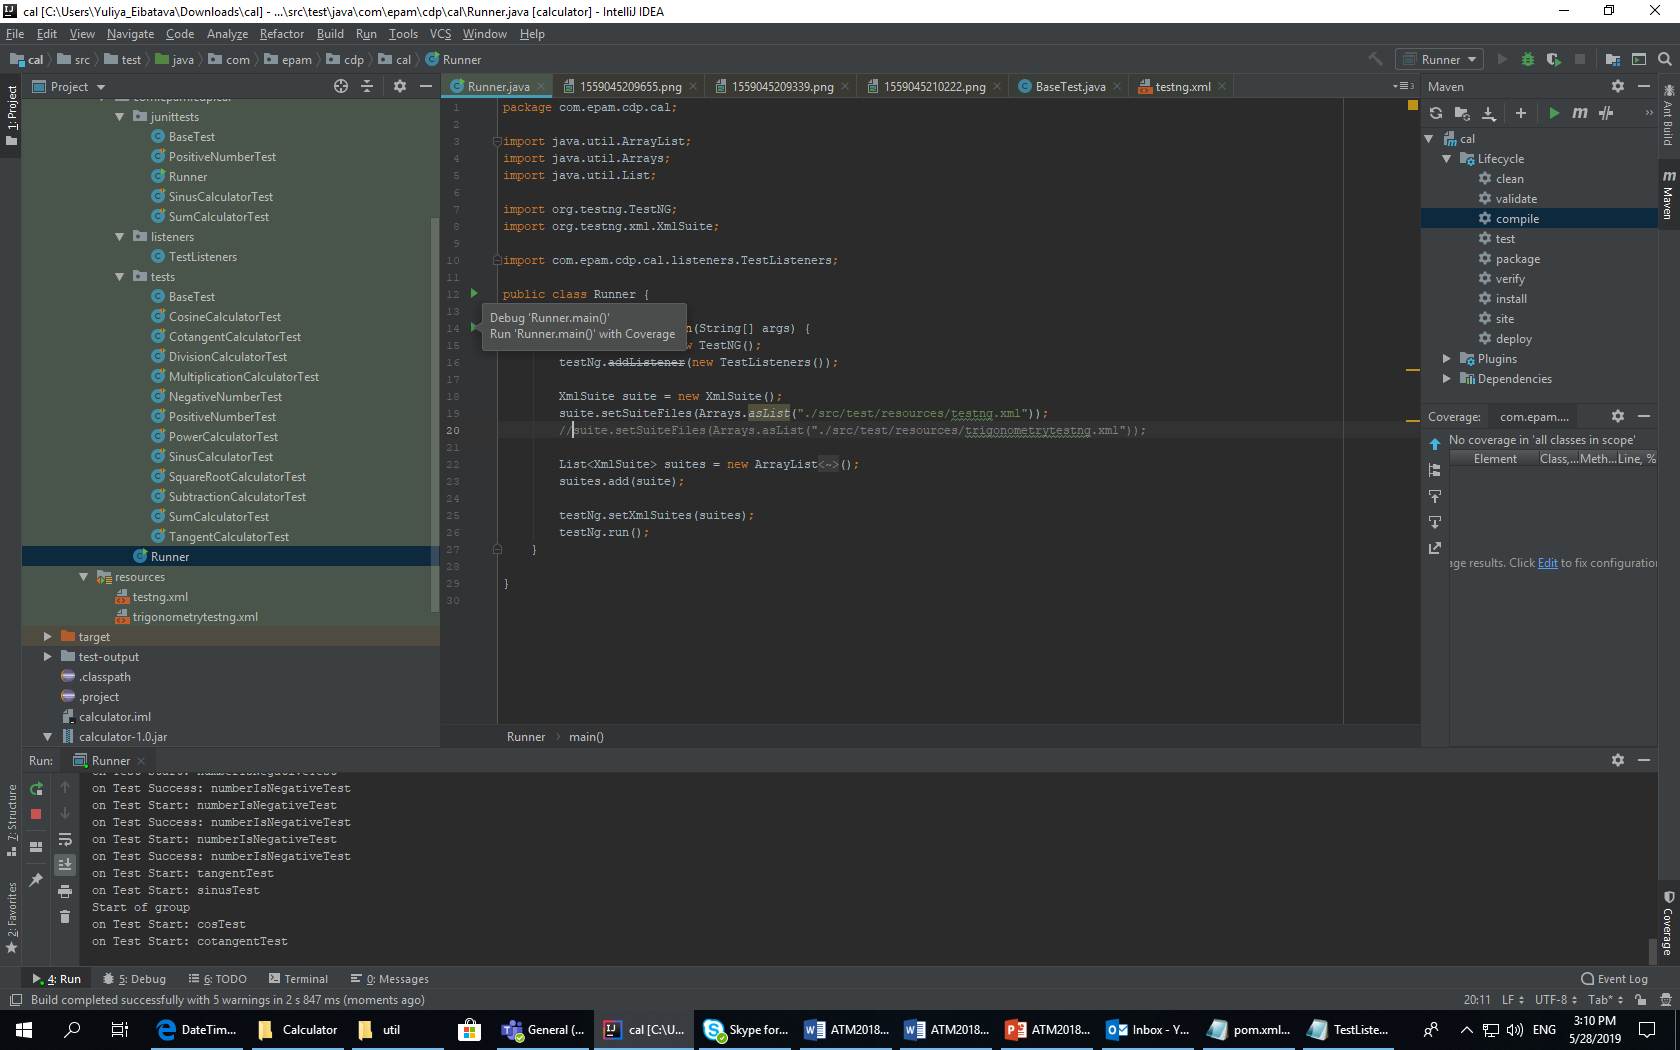 cal [C:\Users\Yuliya_Eibatava\Downloads\cal] - ...\src\test\java\com\epam\cdp\cal\Runner.java [calculator] - IntelliJ IDEA
File Edit View Navigate Code Analyze Refactor Build Run Tools VCS Window Help
cal src test java com epam cdp cal Runner
Runner
1: Project
Project
junittests
BaseTest
PositiveNumberTest
Runner
SinusCalculatorTest
SumCalculatorTest
listeners
TestListeners
tests
BaseTest
CosineCalculatorTest
CotangentCalculatorTest
DivisionCalculatorTest
MultiplicationCalculatorTest
NegativeNumberTest
PositiveNumberTest
PowerCalculatorTest
SinusCalculatorTest
SquareRootCalculatorTest
SubtractionCalculatorTest
SumCalculatorTest
TangentCalculatorTest
Runner
resources
testng.xml
trigonometrytestng.xml
target
test-output
.classpath
.project
calculator.iml
calculator-1.0.jar
Runner.java 1559045209655.png 1559045209339.png 1559045210222.png BaseTest.java testng.xml
1 package com.epam.cdp.cal;
2
3 import java.util.ArrayList;
4 import java.util.Arrays;
5 import java.util.List;
6
7 import org.testng.TestNG;
8 import org.testng.xml.XmlSuite;
9
10 import com.epam.cdp.cal.listeners.TestListeners;
11
12 public class Runner {
13
Debug 'Runner.main()'
Run 'Runner.main()' with Coverage
14 n(String[] args) {
15 w TestNG();
16 testNg.addListener(new TestListeners());
17
18 XmlSuite suite = new XmlSuite();
19 suite.setSuiteFiles(Arrays.asList("./src/test/resources/testng.xml"));
20 //suite.setSuiteFiles(Arrays.asList("./src/test/resources/trigonometrytestng.xml"));
21
22 List<XmlSuite> suites = new ArrayList<~>();
23 suites.add(suite);
24
25 testNg.setXmlSuites(suites);
26 testNg.run();
27 }
28
29 }
30
Runner main()
Maven
cal
Lifecycle
clean
validate
compile
test
package
verify
install
site
deploy
Plugins
Dependencies
Coverage: com.epam....
No coverage in 'all classes in scope'
Element Class,... Meth... Line, %
age results. Click Edit to fix configuration
Ant Build
Maven
Coverage
Run: Runner
on Test Start: numberIsNegativeTest
on Test Success: numberIsNegativeTest
on Test Start: numberIsNegativeTest
on Test Success: numberIsNegativeTest
on Test Start: numberIsNegativeTest
on Test Success: numberIsNegativeTest
on Test Start: tangentTest
on Test Start: sinusTest
Start of group
on Test Start: cosTest
on Test Start: cotangentTest
7: Structure
2: Favorites
4: Run 5: Debug 6: TODO Terminal 0: Messages Event Log
Build completed successfully with 5 warnings in 2 s 847 ms (moments ago) 20:11 LF UTF-8 Tab*
DateTim... Calculator util General (... cal [C:\U... Skype for... ATM2018... ATM2018... ATM2018... Inbox - Y... pom.xml... TestListe... ENG 3:10 PM
5/28/2019